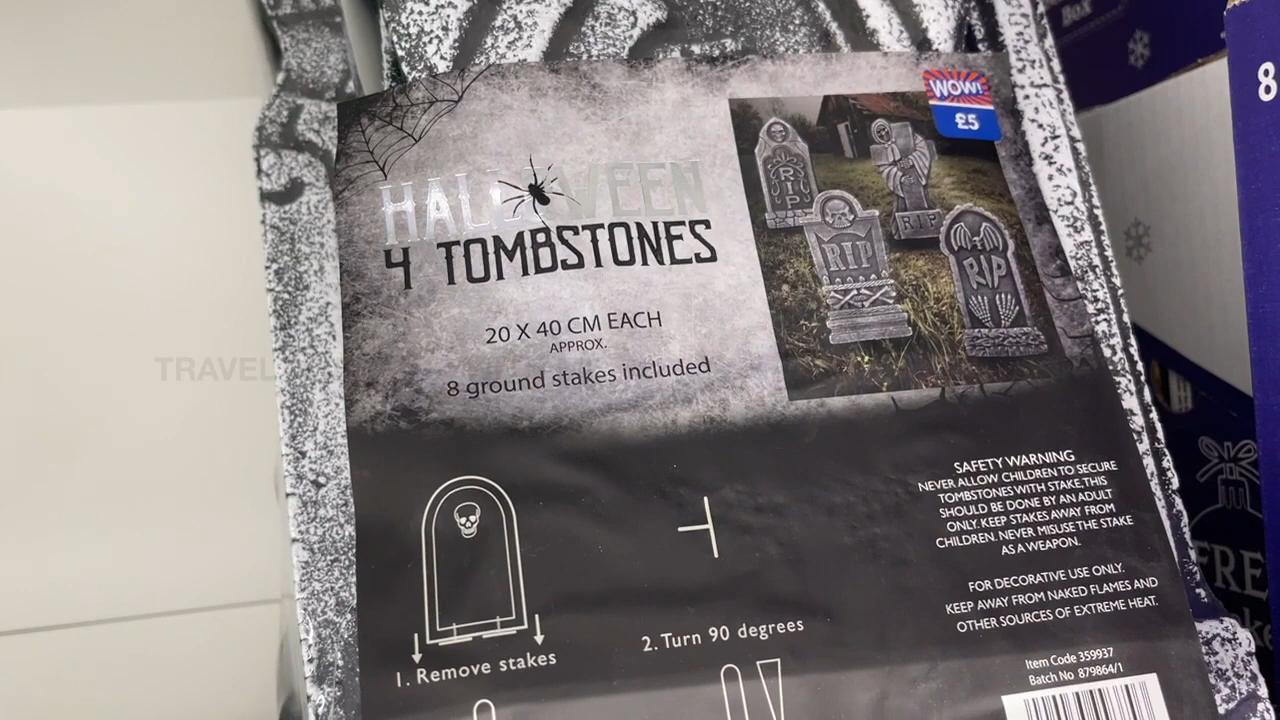 BOX
8
WOW!
£5
HALLOWEEN
4 TOMBSTONES
20 X 40 CM EACH
APPROX.
8 ground stakes included
RIP
RIP
RIP
RIP
TRAVEL
SAFETY WARNING
NEVER ALLOW CHILDREN TO SECURE
TOMBSTONES WITH STAKE, THIS
SHOULD BE DONE BY AN ADULT
ONLY. KEEP STAKES AWAY FROM
CHILDREN. NEVER MISUSE THE STAKE
AS A WEAPON.
FOR DECORATIVE USE ONLY.
KEEP AWAY FROM NAKED FLAMES AND
OTHER SOURCES OF EXTREME HEAT.
1. Remove stakes
2. Turn 90 degrees
Item Code 359937
Batch No 879864/1
FRE